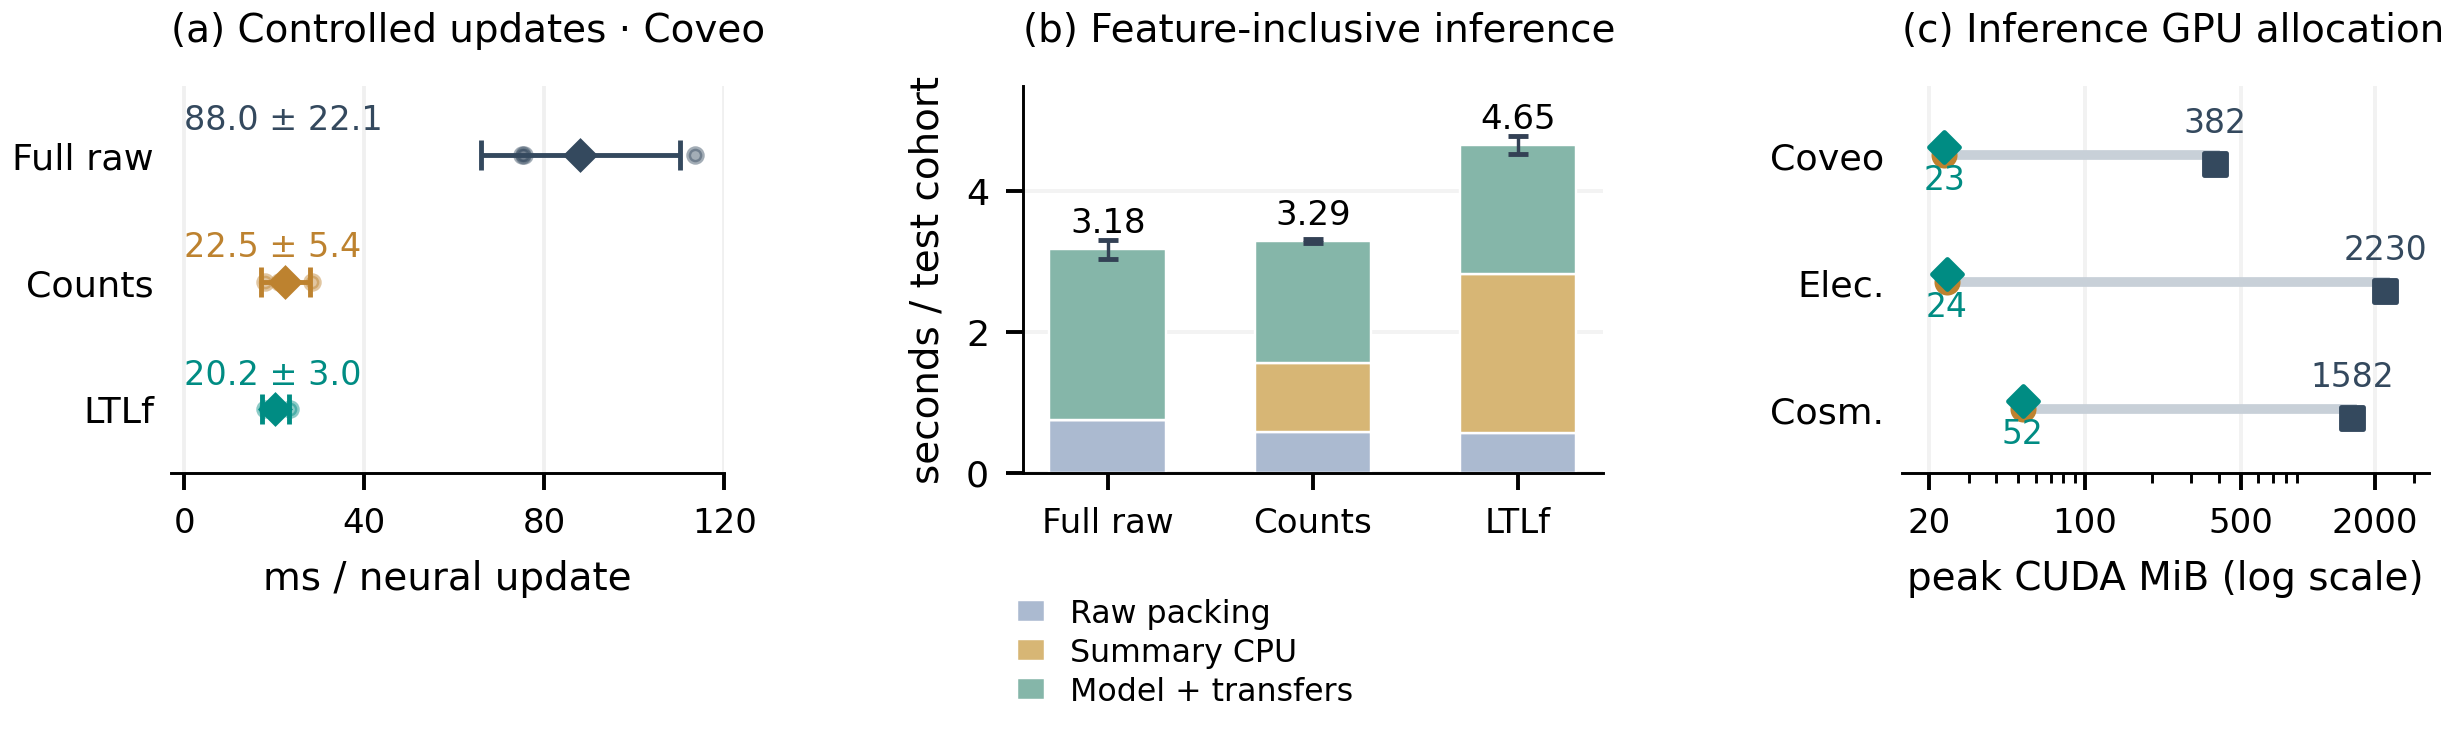 (a) Controlled updates · Coveo
88.0 ± 22.1
Full raw
22.5 ± 5.4
Counts
20.2 ± 3.0
LTLf
0 40 80 120
ms / neural update
(b) Feature-inclusive inference
seconds / test cohort
4
2
0
3.18
3.29
4.65
Full raw Counts LTLf
Raw packing
Summary CPU
Model + transfers
(c) Inference GPU allocation
382
Coveo
23
2230
Elec.
24
1582
Cosm.
52
20 100 500 2000
peak CUDA MiB (log scale)